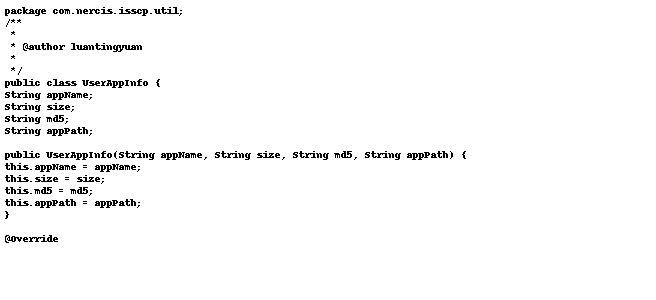 package com.nercis.isscp.util;
/**
 *
 * @author luantingyuan
 *
 */
public class UserAppInfo {
String appName;
String size;
String md5;
String appPath;

public UserAppInfo(String appName, String size, String md5, String appPath) {
this.appName = appName;
this.size = size;
this.md5 = md5;
this.appPath = appPath;
}

@Override